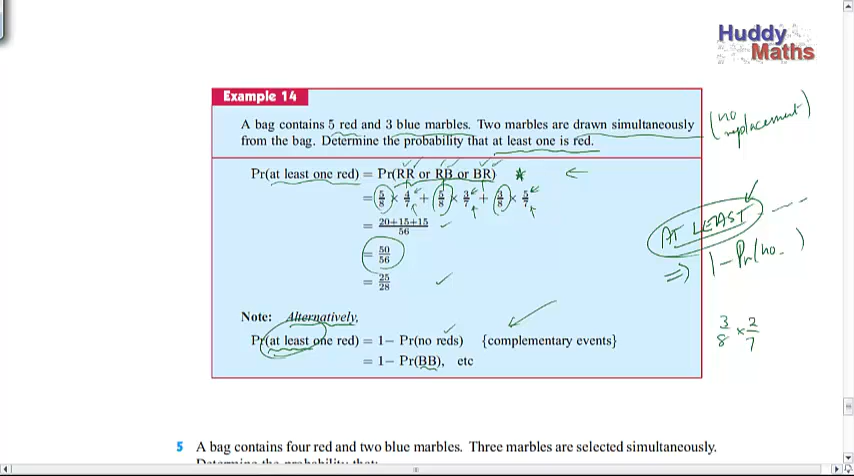 Huddy
Maths
Example 14
A bag contains 5 red and 3 blue marbles. Two marbles are drawn simultaneously
from the bag. Determine the probability that at least one is red.
(no
replacement)
Pr(at least one red) = Pr(RR or RB or BR)
= 5/8 × 4/7 + 5/8 × 3/7 + 3/8 × 5/7
= 20+15+15/56
= 50/56
= 25/28
AT LEAST ----
⇒ 1 - Pr(no- )
Note: Alternatively,
Pr(at least one red) = 1− Pr(no reds) {complementary events}
= 1− Pr(BB), etc
3/8 × 2/7
5 A bag contains four red and two blue marbles. Three marbles are selected simultaneously.
Determine the probability that: